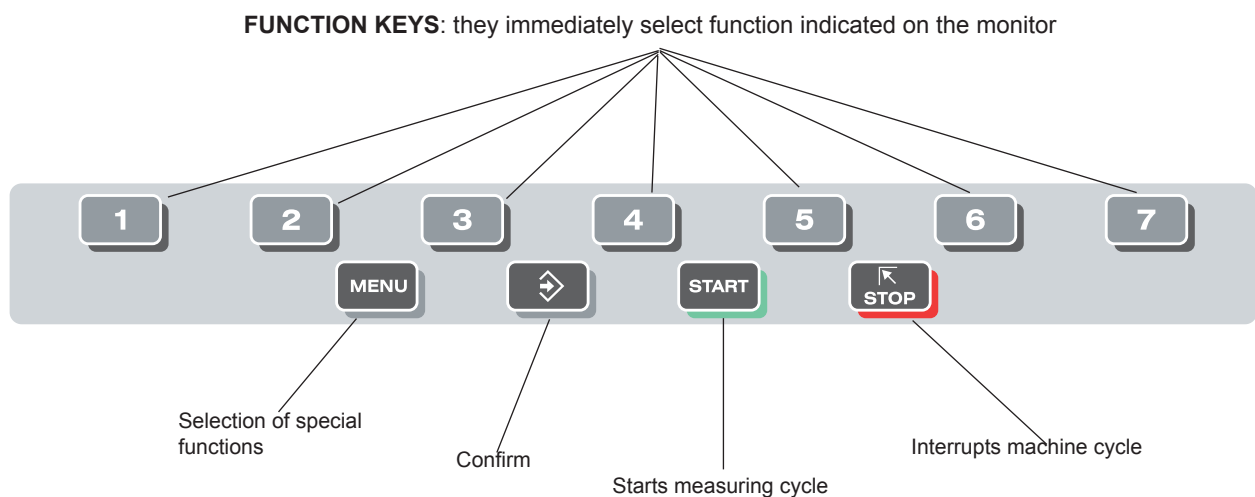 FUNCTION KEYS: they immediately select function indicated on the monitor
1 2 3 4 5 6 7
MENU START STOP
Selection of special
functions
Confirm
Interrupts machine cycle
Starts measuring cycle